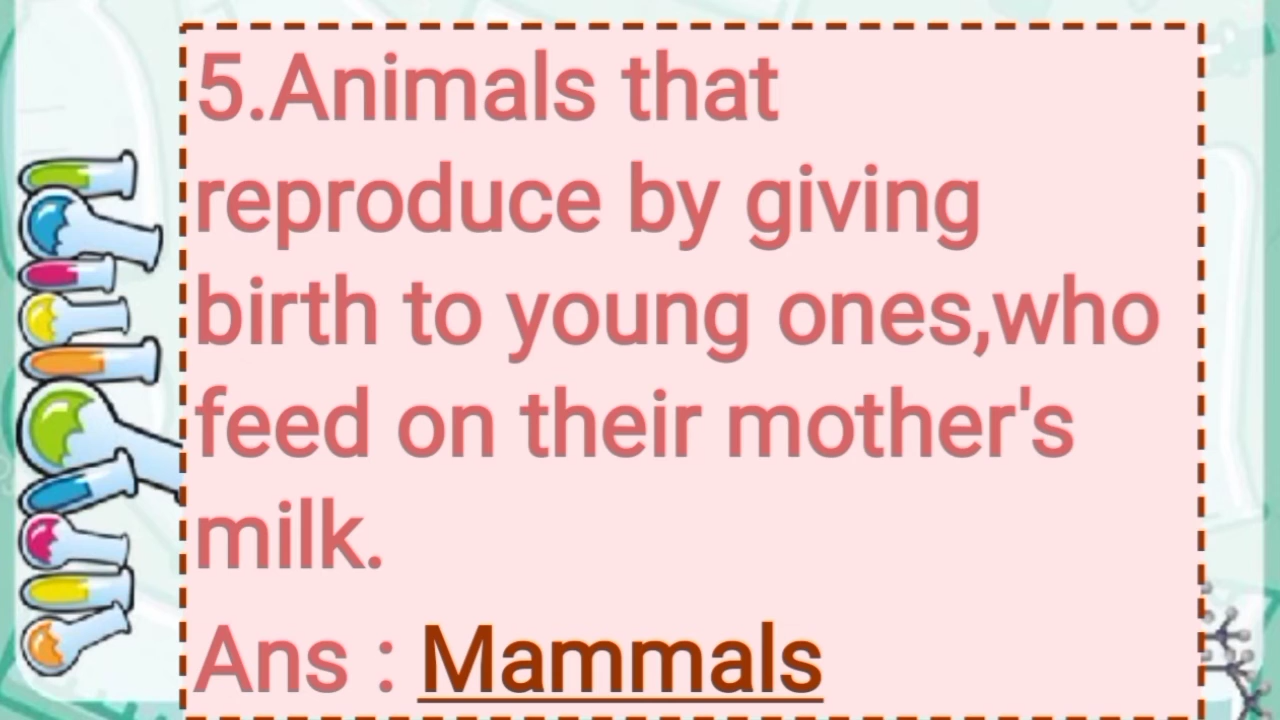 5.Animals that
reproduce by giving
birth to young ones,who
feed on their mother's
milk.
Ans : Mammals